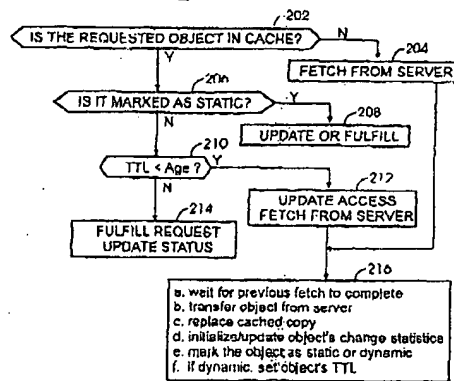 202
IS THE REQUESTED OBJECT IN CACHE?
N
Y
204
FETCH FROM SERVER
206
IS IT MARKED AS STATIC?
Y
N
208
UPDATE OR FULFILL
210
TTL < Age ?
Y
N
212
UPDATE ACCESS
FETCH FROM SERVER
214
FULFILL REQUEST
UPDATE STATUS
216
a. wait for previous fetch to complete
b. transfer object from server
c. replace cached copy
d. initialize/update object's change statistics
e. mark the object as static or dynamic
f. if dynamic, set object's TTL